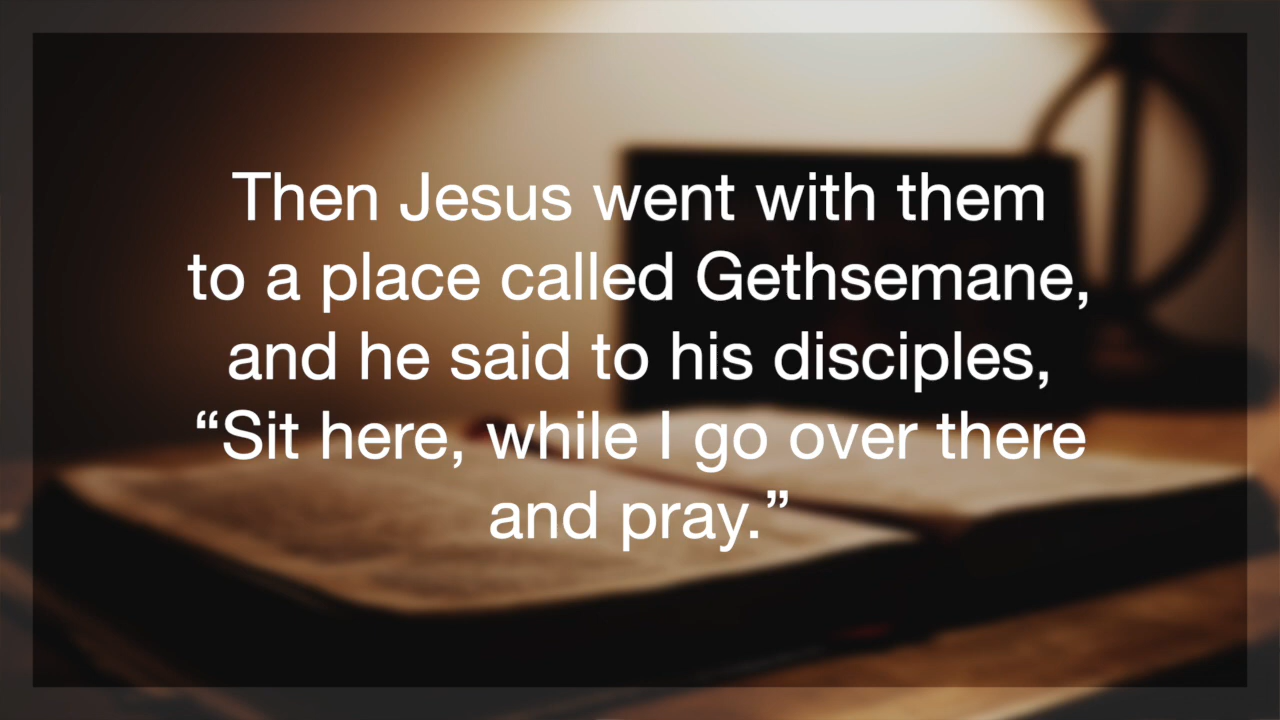 Then Jesus went with them
to a place called Gethsemane,
and he said to his disciples,
“Sit here, while I go over there
and pray.”